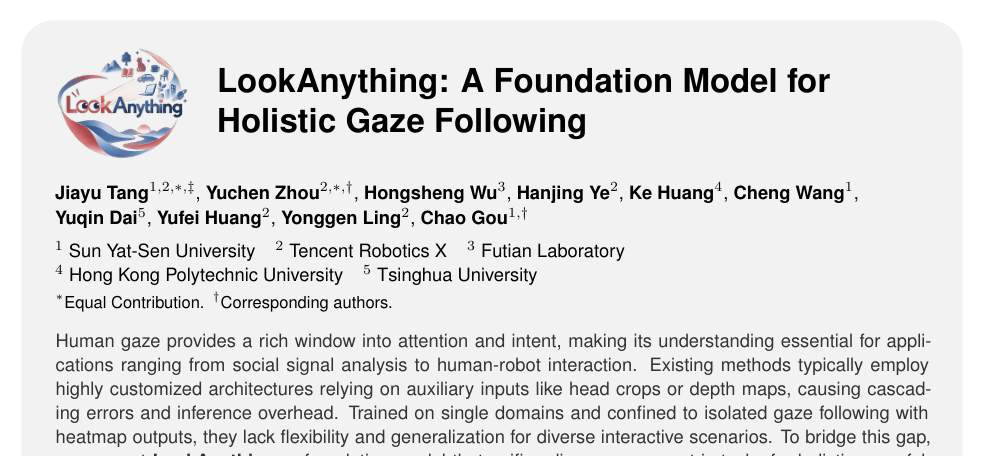 LookAnything
LookAnything: A Foundation Model for
Holistic Gaze Following
Jiayu Tang1,2,∗,‡, Yuchen Zhou2,∗,†, Hongsheng Wu3, Hanjing Ye2, Ke Huang4, Cheng Wang1,
Yuqin Dai5, Yufei Huang2, Yonggen Ling2, Chao Gou1,†
1 Sun Yat-Sen University 2 Tencent Robotics X 3 Futian Laboratory
4 Hong Kong Polytechnic University 5 Tsinghua University
∗Equal Contribution. †Corresponding authors.
Human gaze provides a rich window into attention and intent, making its understanding essential for appli-
cations ranging from social signal analysis to human-robot interaction. Existing methods typically employ
highly customized architectures relying on auxiliary inputs like head crops or depth maps, causing cascad-
ing errors and inference overhead. Trained on single domains and confined to isolated gaze following with
heatmap outputs, they lack flexibility and generalization for diverse interactive scenarios. To bridge this gap,